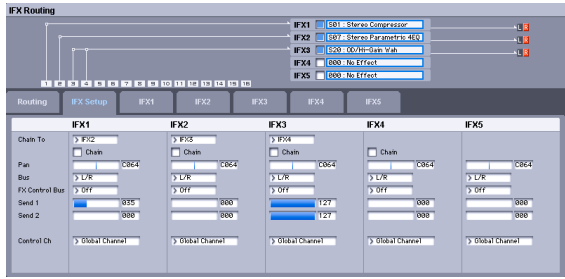 IFX Routing
IFX1 S01 : Stereo Compressor L R
IFX2 S07 : Stereo Parametric 4EQ L R
IFX3 S20 : OD/Hi-Gain Wah L R
IFX4 000 : No Effect
IFX5 000 : No Effect
1 2 3 4 5 6 7 8 9 10 11 12 13 14 15 16
Routing IFX Setup IFX1 IFX2 IFX3 IFX4 IFX5
IFX1 IFX2 IFX3 IFX4 IFX5
Chain To IFX2 IFX3 IFX4
Chain Chain Chain Chain
Pan C064 C064 C064 C064 C064
Bus L/R L/R L/R L/R L/R
FX Control Bus Off Off Off Off Off
Send 1 035 000 127 000 000
Send 2 000 000 127 000 000
Control Ch Global Channel Global Channel Global Channel Global Channel Global Channel